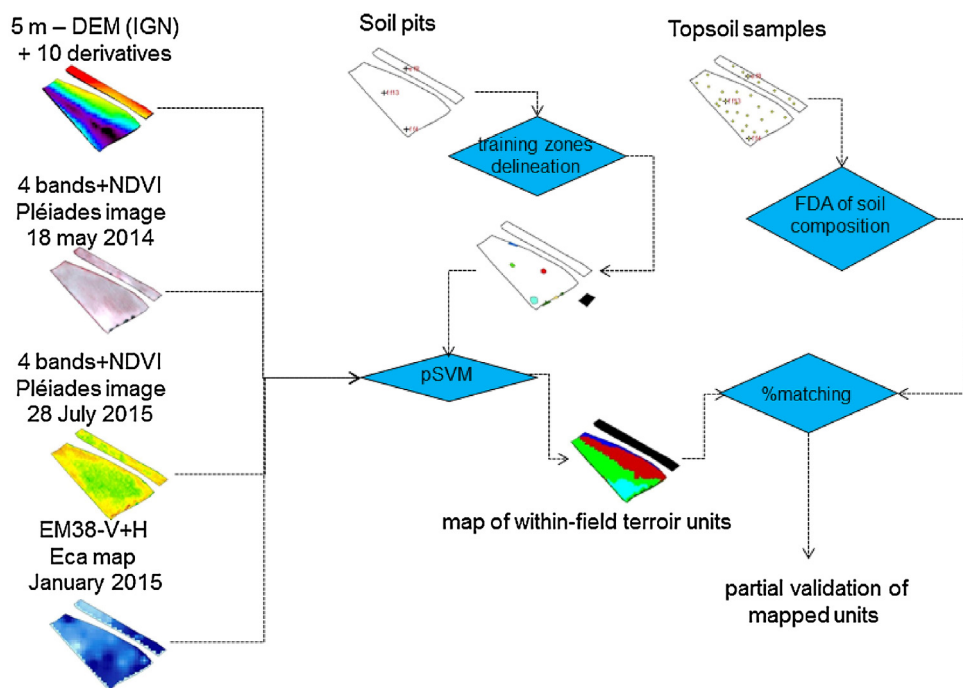 5 m – DEM (IGN)
+ 10 derivatives
4 bands+NDVI
Pléiades image
18 may 2014
4 bands+NDVI
Pléiades image
28 July 2015
EM38-V+H
Eca map
January 2015
Soil pits
training zones
delineation
pSVM
map of within-field terroir units
Topsoil samples
FDA of soil
composition
%matching
partial validation of
mapped units